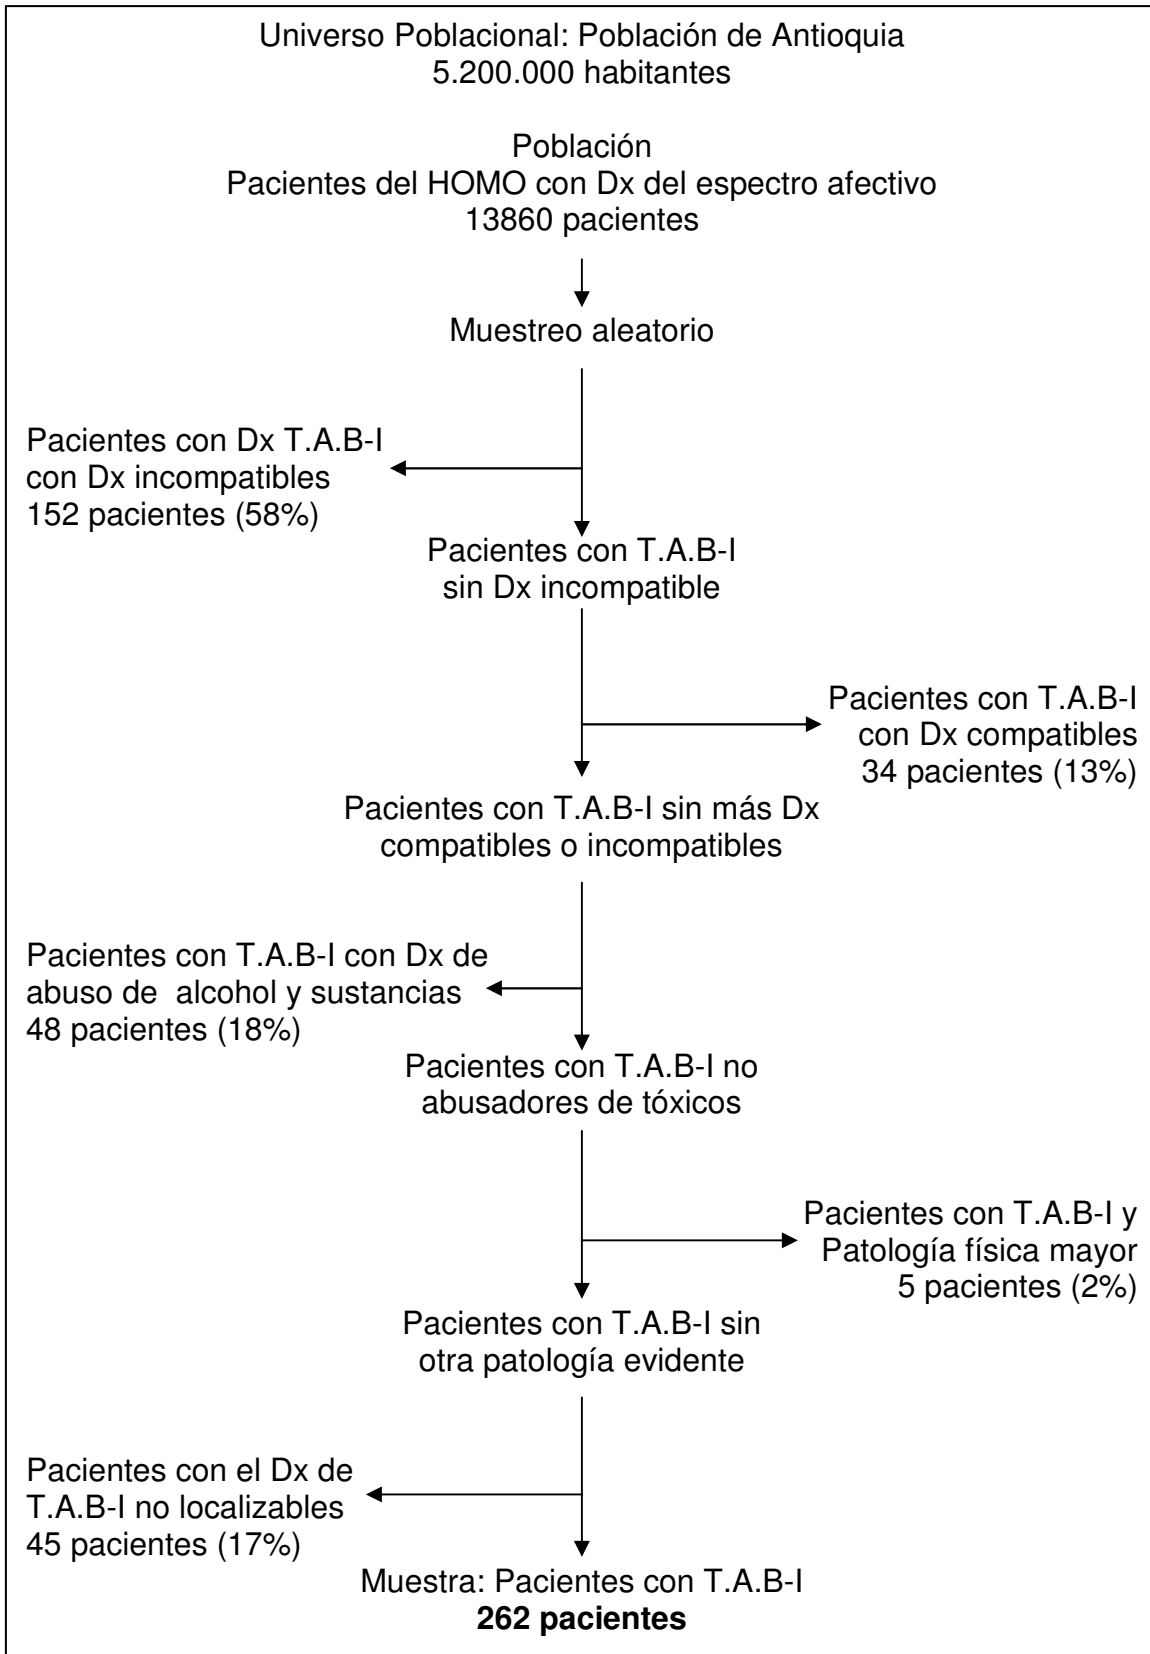 Universo Poblacional: Población de Antioquia
5.200.000 habitantes
Población
Pacientes del HOMO con Dx del espectro afectivo
13860 pacientes
Muestreo aleatorio
Pacientes con Dx T.A.B-I
con Dx incompatibles
152 pacientes (58%)
Pacientes con T.A.B-I
sin Dx incompatible
Pacientes con T.A.B-I
con Dx compatibles
34 pacientes (13%)
Pacientes con T.A.B-I sin más Dx
compatibles o incompatibles
Pacientes con T.A.B-I con Dx de
abuso de alcohol y sustancias
48 pacientes (18%)
Pacientes con T.A.B-I no
abusadores de tóxicos
Pacientes con T.A.B-I y
Patología física mayor
5 pacientes (2%)
Pacientes con T.A.B-I sin
otra patología evidente
Pacientes con el Dx de
T.A.B-I no localizables
45 pacientes (17%)
Muestra: Pacientes con T.A.B-I
262 pacientes